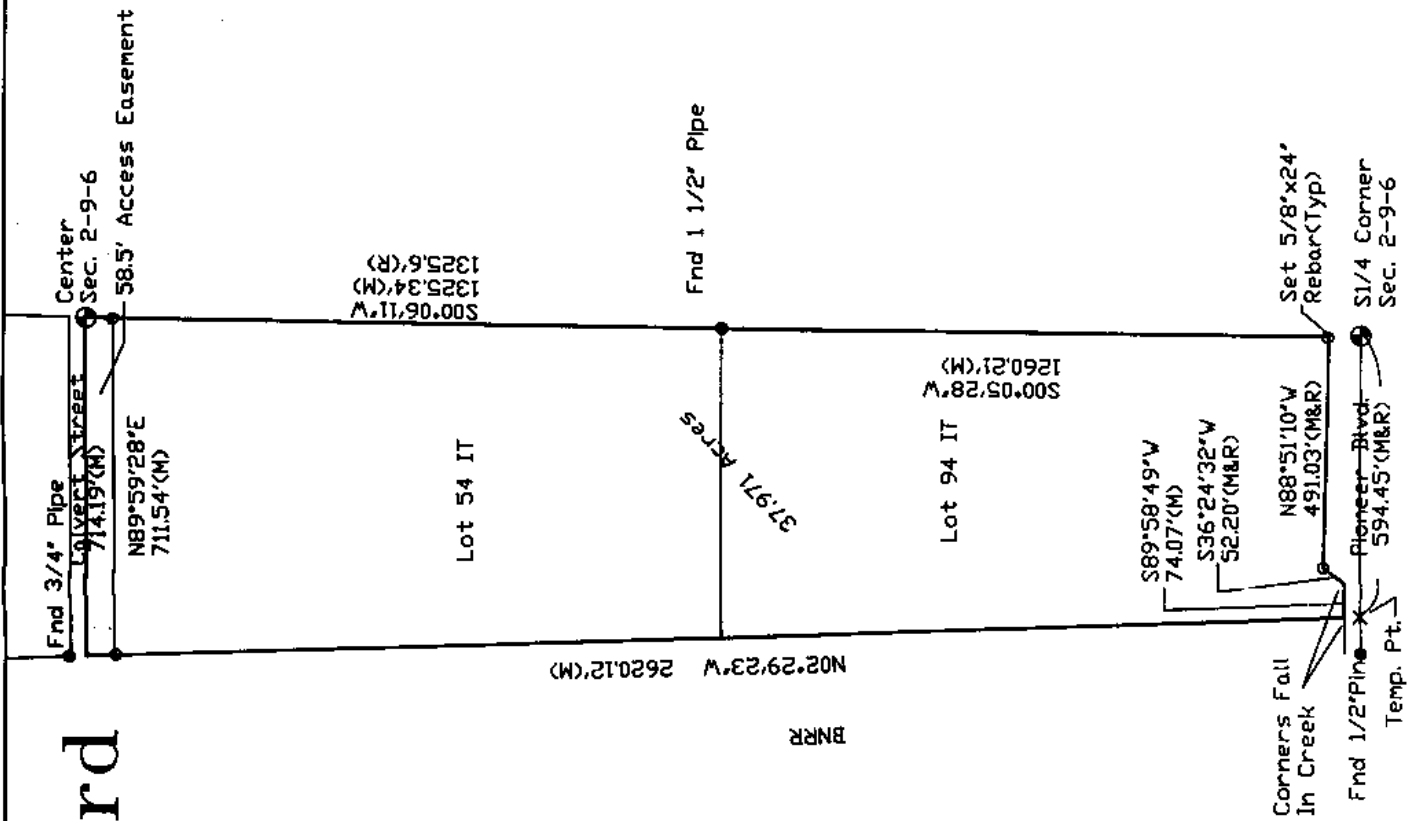 rd
Fnd 3/4" Pipe
Center
Sec. 2-9-6
58.5' Access Easement
Calvert Street
714.19'(M)
N89°59'28"E
711.54'(M)
S00°06'11"W
1325.34'(M)
1325.6'(R)
Lot 54 IT
Fnd 1 1/2" Pipe
37.971 Acres
S00°05'28"W
1260.21'(M)
Lot 94 IT
N02°29'23"W 2620.12'(M)
BNRR
S89°58'49"W
74.07'(M)
S36°24'32"W
52.20'(M&R)
N88°51'10"W
491.03'(M&R)
Set 5/8"x24"
Rebar(Typ)
S1/4 Corner
Sec. 2-9-6
Pioneer Blvd.
594.45'(M&R)
Corners Fall
In Creek
Fnd 1/2"Pin
Temp. Pt.